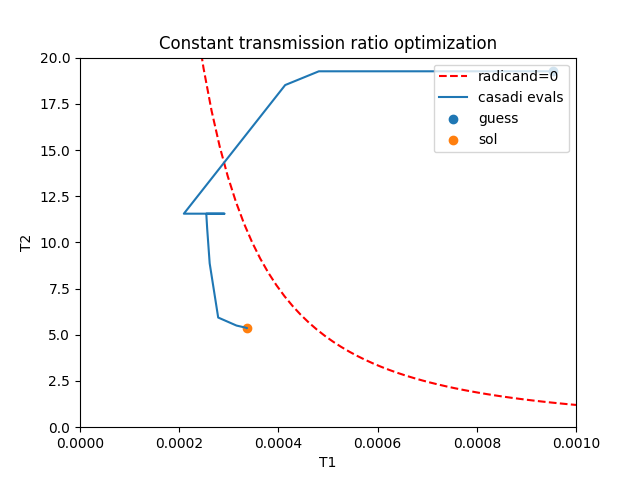 Constant transmission ratio optimization
radicand=0
casadi evals
guess
sol
T2
20.0
17.5
15.0
12.5
10.0
7.5
5.0
2.5
0.0
0.0000 0.0002 0.0004 0.0006 0.0008 0.0010
T1